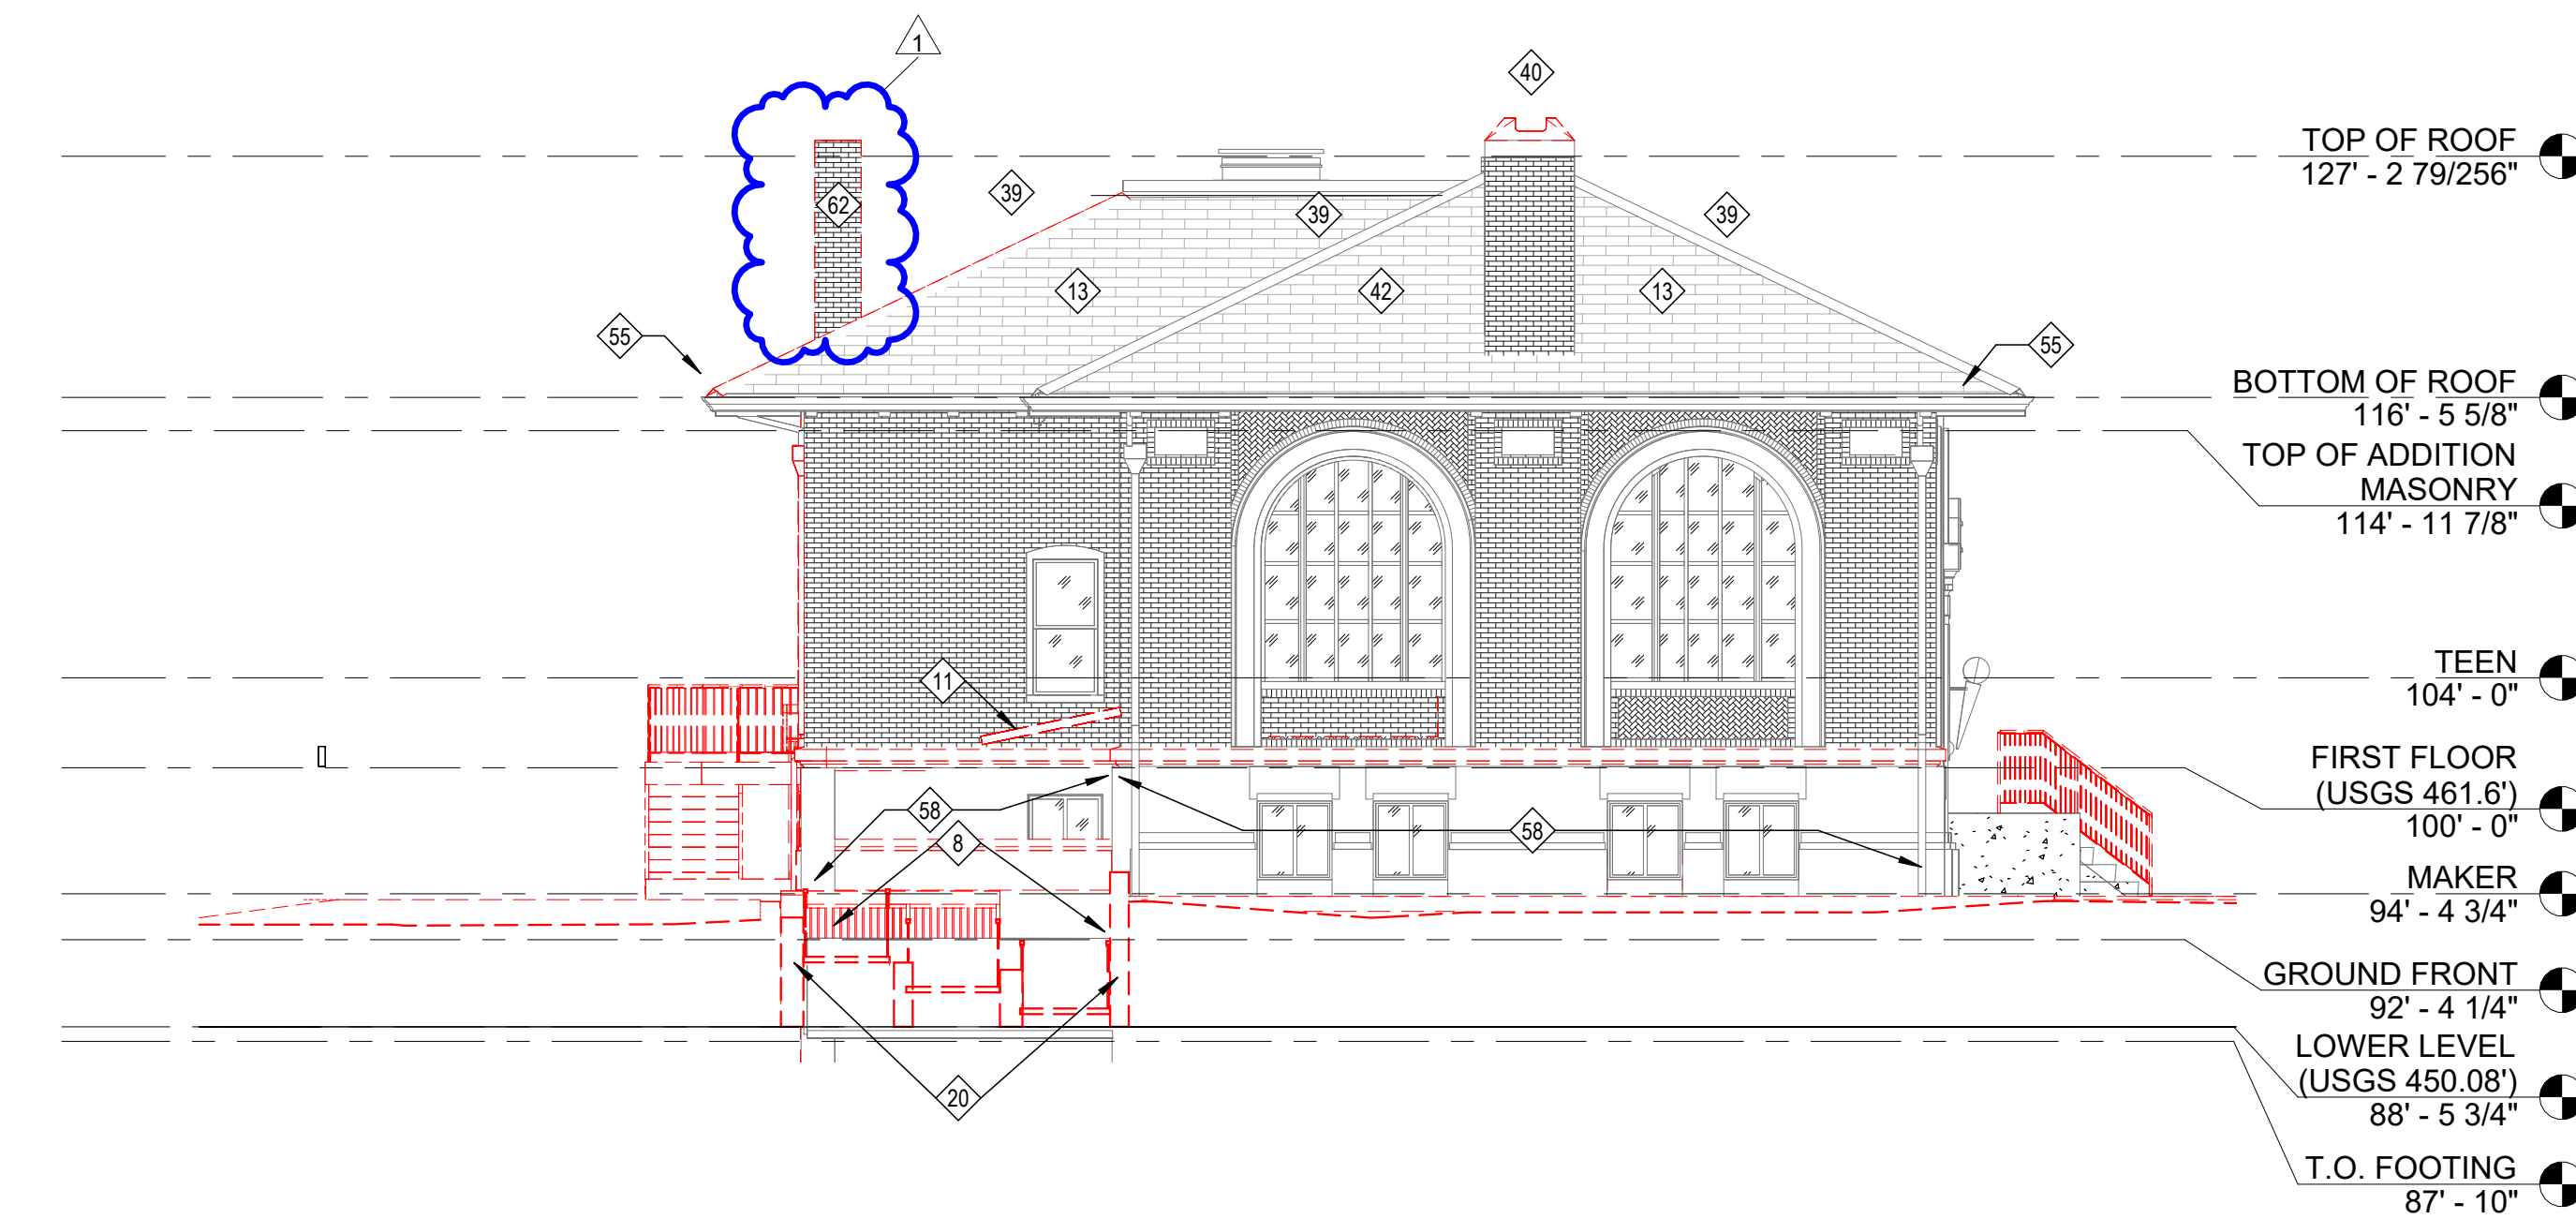 1
40
TOP OF ROOF
127' - 2 79/256"
62
39
39
39
13
42
13
55
55
BOTTOM OF ROOF
116' - 5 5/8"
TOP OF ADDITION
MASONRY
114' - 11 7/8"
11
TEEN
104' - 0"
FIRST FLOOR
(USGS 461.6')
100' - 0"
58
58
8
MAKER
94' - 4 3/4"
GROUND FRONT
92' - 4 1/4"
LOWER LEVEL
(USGS 450.08')
88' - 5 3/4"
20
T.O. FOOTING
87' - 10"